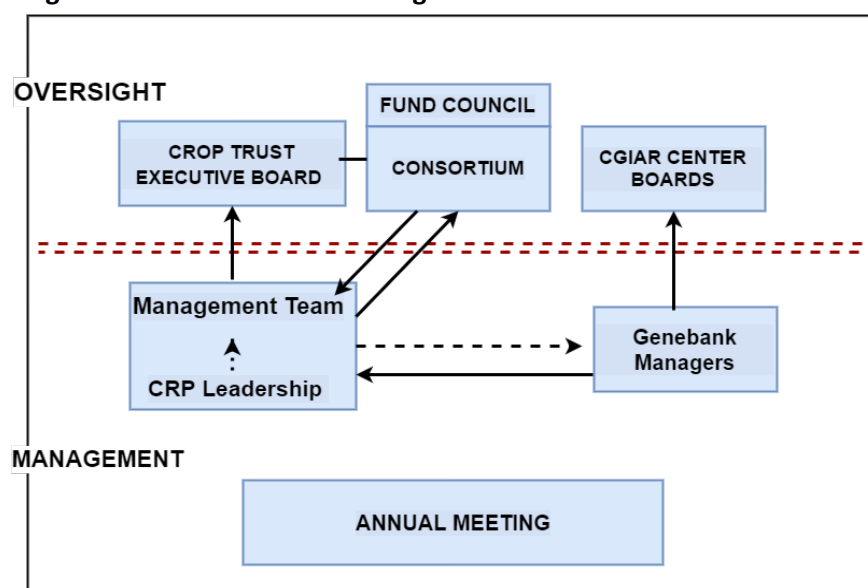 OVERSIGHT
FUND COUNCIL
CROP TRUST
EXECUTIVE BOARD
CONSORTIUM
CGIAR CENTER
BOARDS
Management Team
CRP Leadership
Genebank
Managers
MANAGEMENT
ANNUAL MEETING